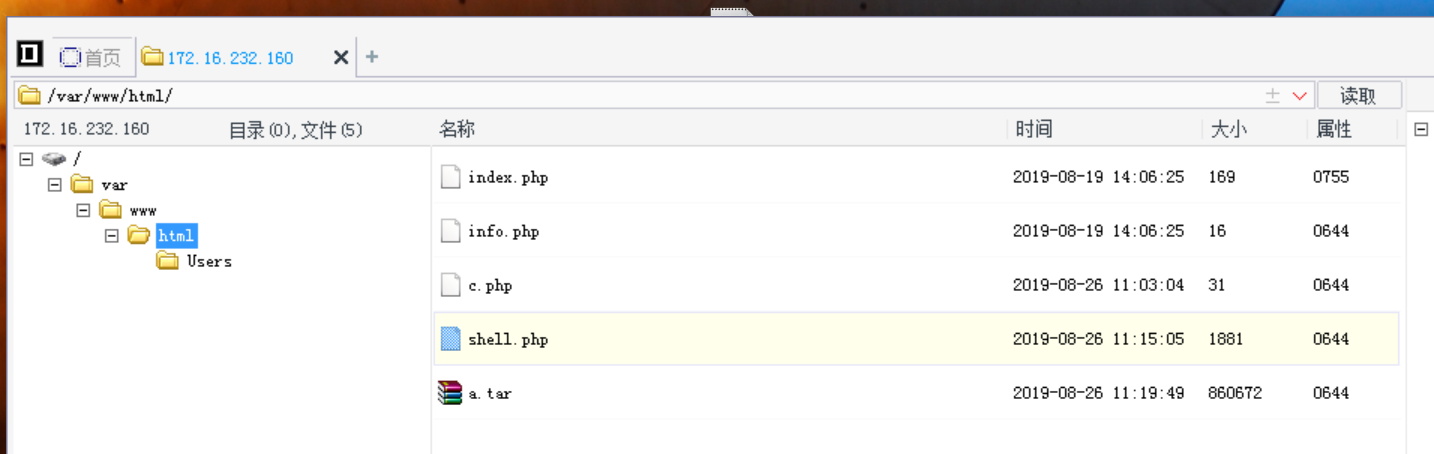 首页 172.16.232.160
/var/www/html/ 读取
172.16.232.160 目录(0),文件(5) 名称 时间 大小 属性
/
var
www
html
Users
index.php 2019-08-19 14:06:25 169 0755
info.php 2019-08-19 14:06:25 16 0644
c.php 2019-08-26 11:03:04 31 0644
shell.php 2019-08-26 11:15:05 1881 0644
a.tar 2019-08-26 11:19:49 860672 0644